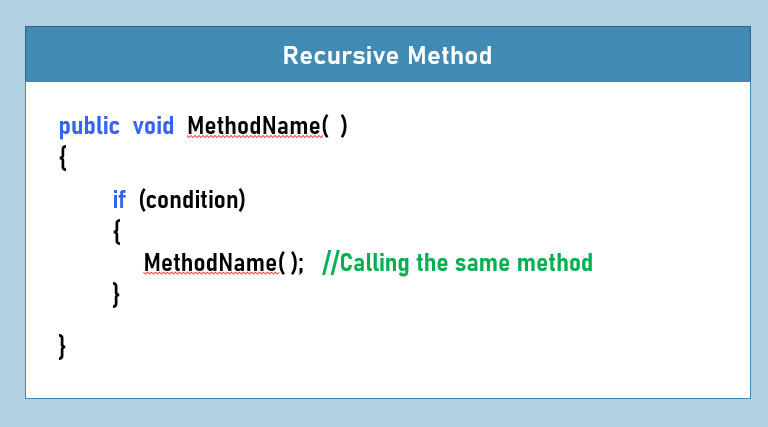 Recursive Method
public void MethodName( )
{
if (condition)
{
MethodName( ); //Calling the same method
}
}